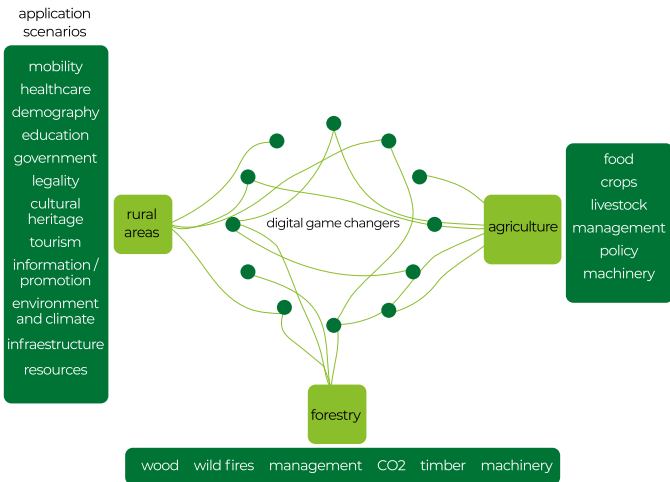 application
scenarios
mobility
healthcare
demography
education
government
legality
cultural
heritage
tourism
information /
promotion
environment
and climate
infraestructure
resources
rural
areas
digital game changers
agriculture
food
crops
livestock
management
policy
machinery
forestry
wood wild fires management CO2 timber machinery